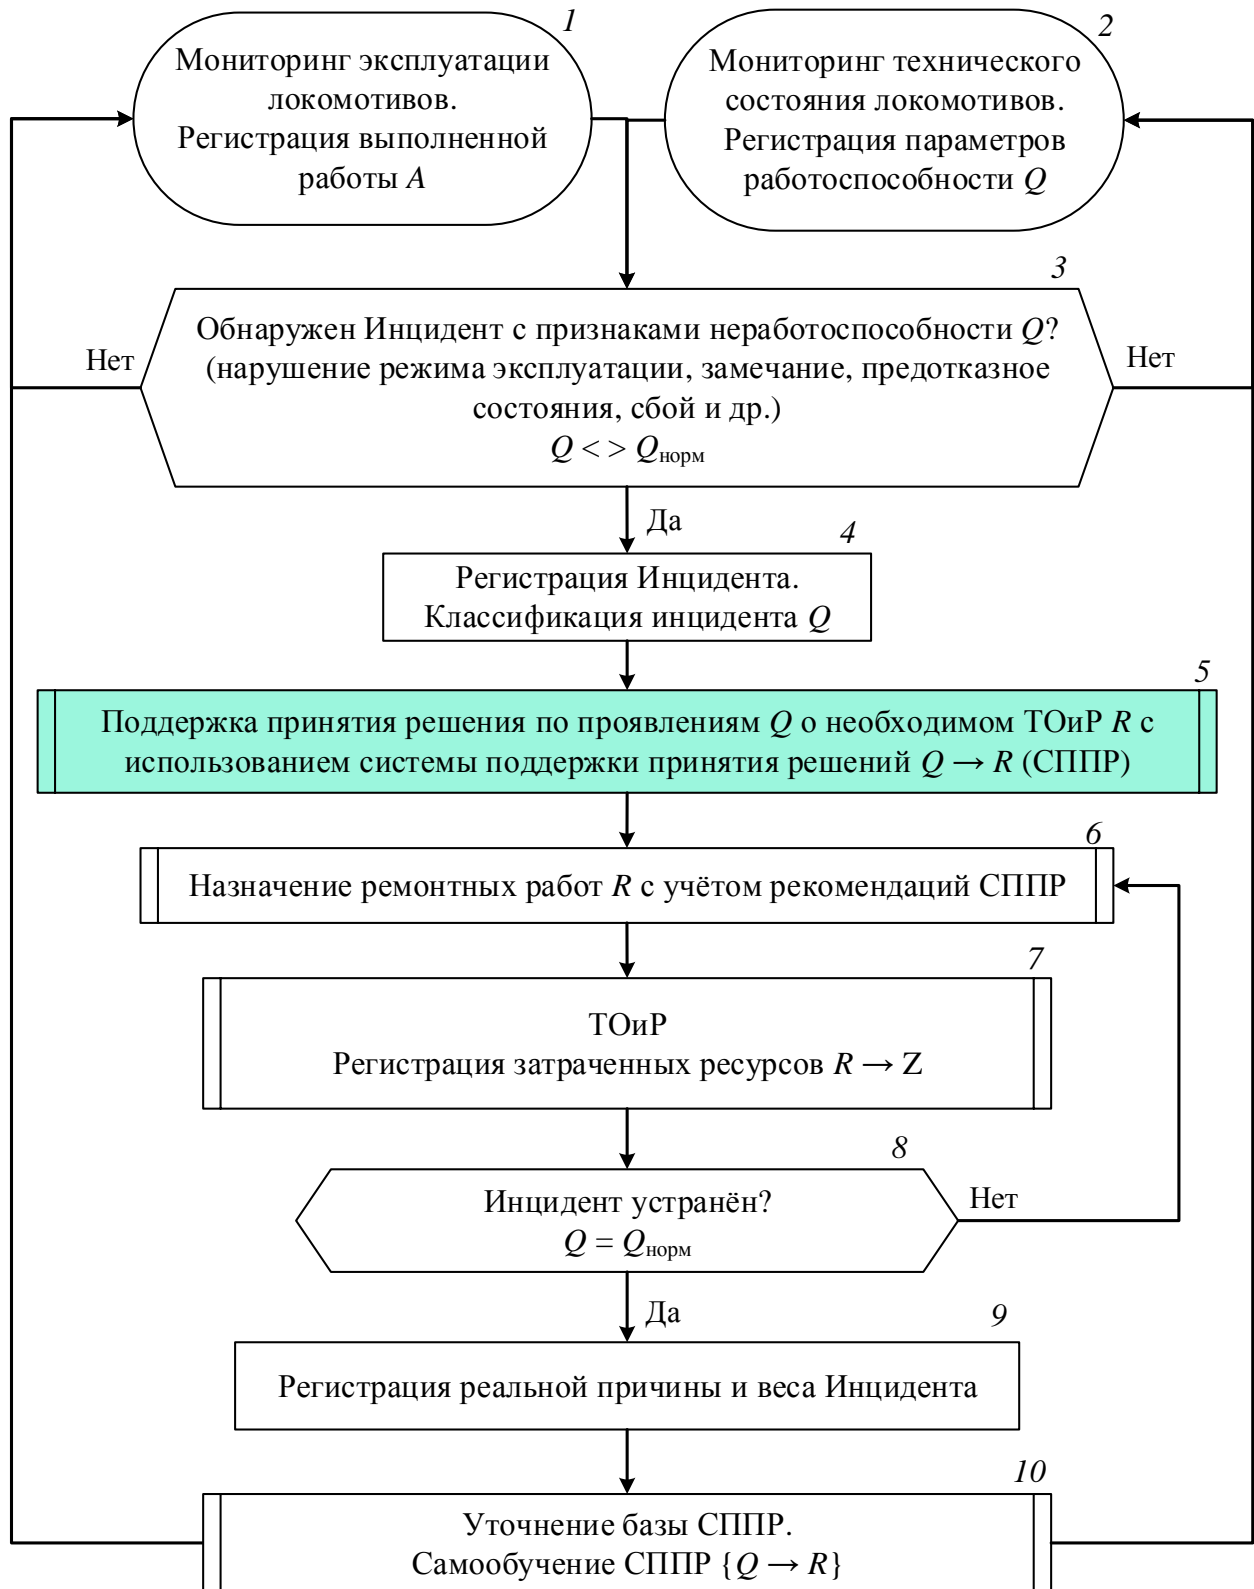 1
Мониторинг эксплуатации
локомотивов.
Регистрация выполненной
работы A
2
Мониторинг технического
состояния локомотивов.
Регистрация параметров
работоспособности Q
3
Обнаружен Инцидент с признаками неработоспособности Q?
(нарушение режима эксплуатации, замечание, предотказное
состояния, сбой и др.)
Q < > Qнорм
Нет
Нет
Да
4
Регистрация Инцидента.
Классификация инцидента Q
5
Поддержка принятия решения по проявлениям Q о необходимом ТОиР R с
использованием системы поддержки принятия решений Q → R (СППР)
6
Назначение ремонтных работ R с учётом рекомендаций СППР
7
ТОиР
Регистрация затраченных ресурсов R → Z
8
Инцидент устранён?
Q = Qнорм
Нет
Да
9
Регистрация реальной причины и веса Инцидента
10
Уточнение базы СППР.
Самообучение СППР {Q → R}